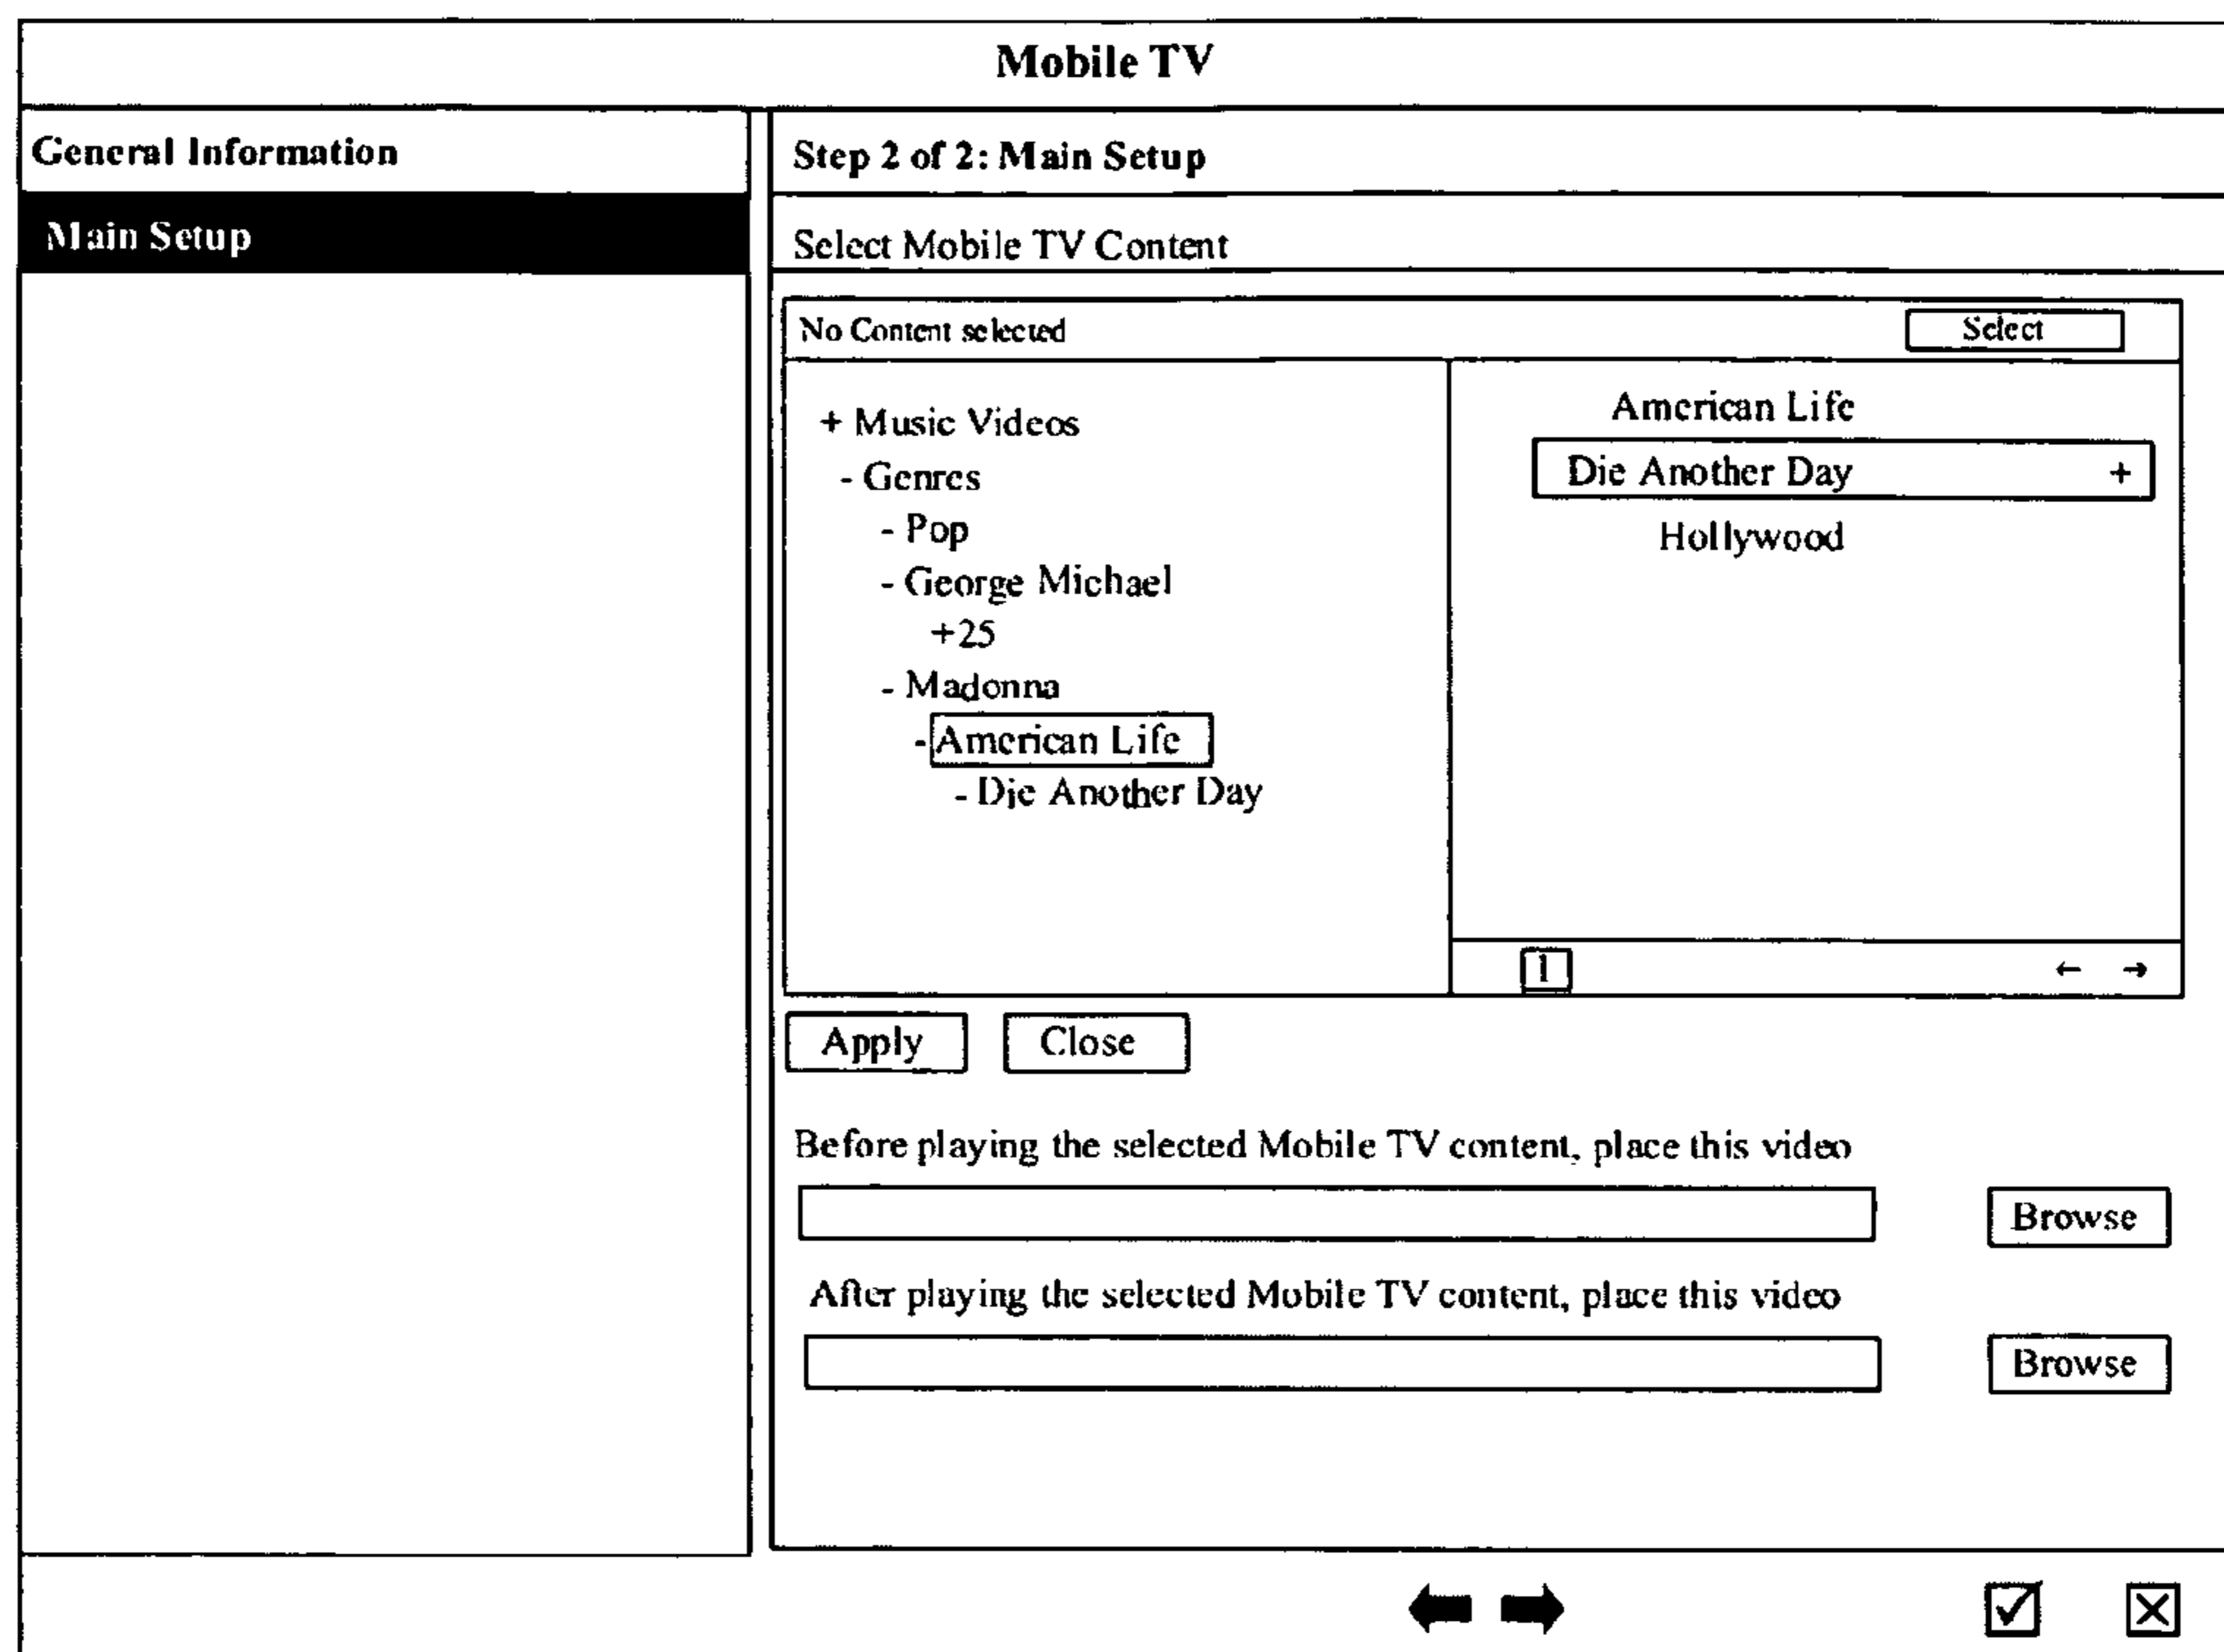 Mobile TV
General Information
Main Setup
Step 2 of 2: Main Setup
Select Mobile TV Content
No Content selected
Select
+ Music Videos
- Genres
- Pop
- George Michael
+25
- Madonna
- American Life
- Die Another Day
American Life
Die Another Day +
Hollywood
1 ← →
Apply
Close
Before playing the selected Mobile TV content, place this video
Browse
After playing the selected Mobile TV content, place this video
Browse